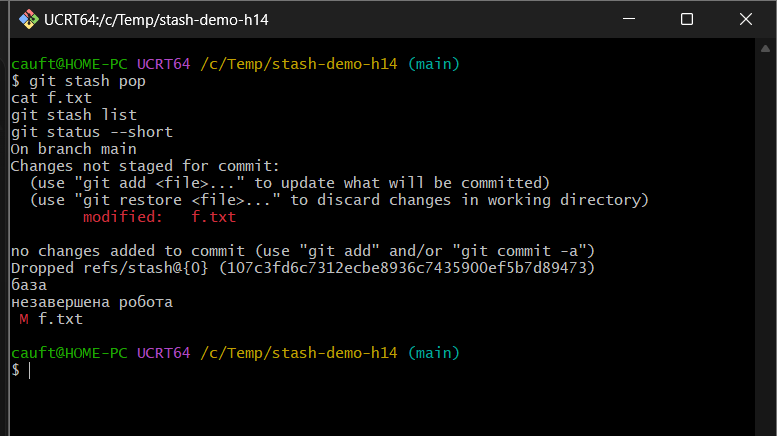 UCRT64:/c/Temp/stash-demo-h14
cauft@HOME-PC UCRT64 /c/Temp/stash-demo-h14 (main)
$ git stash pop
cat f.txt
git stash list
git status --short
On branch main
Changes not staged for commit:
  (use "git add <file>..." to update what will be committed)
  (use "git restore <file>..." to discard changes in working directory)
        modified:   f.txt

no changes added to commit (use "git add" and/or "git commit -a")
Dropped refs/stash@{0} (107c3fd6c7312ecbe8936c7435900ef5b7d89473)
база
незавершена робота
 M f.txt

cauft@HOME-PC UCRT64 /c/Temp/stash-demo-h14 (main)
$